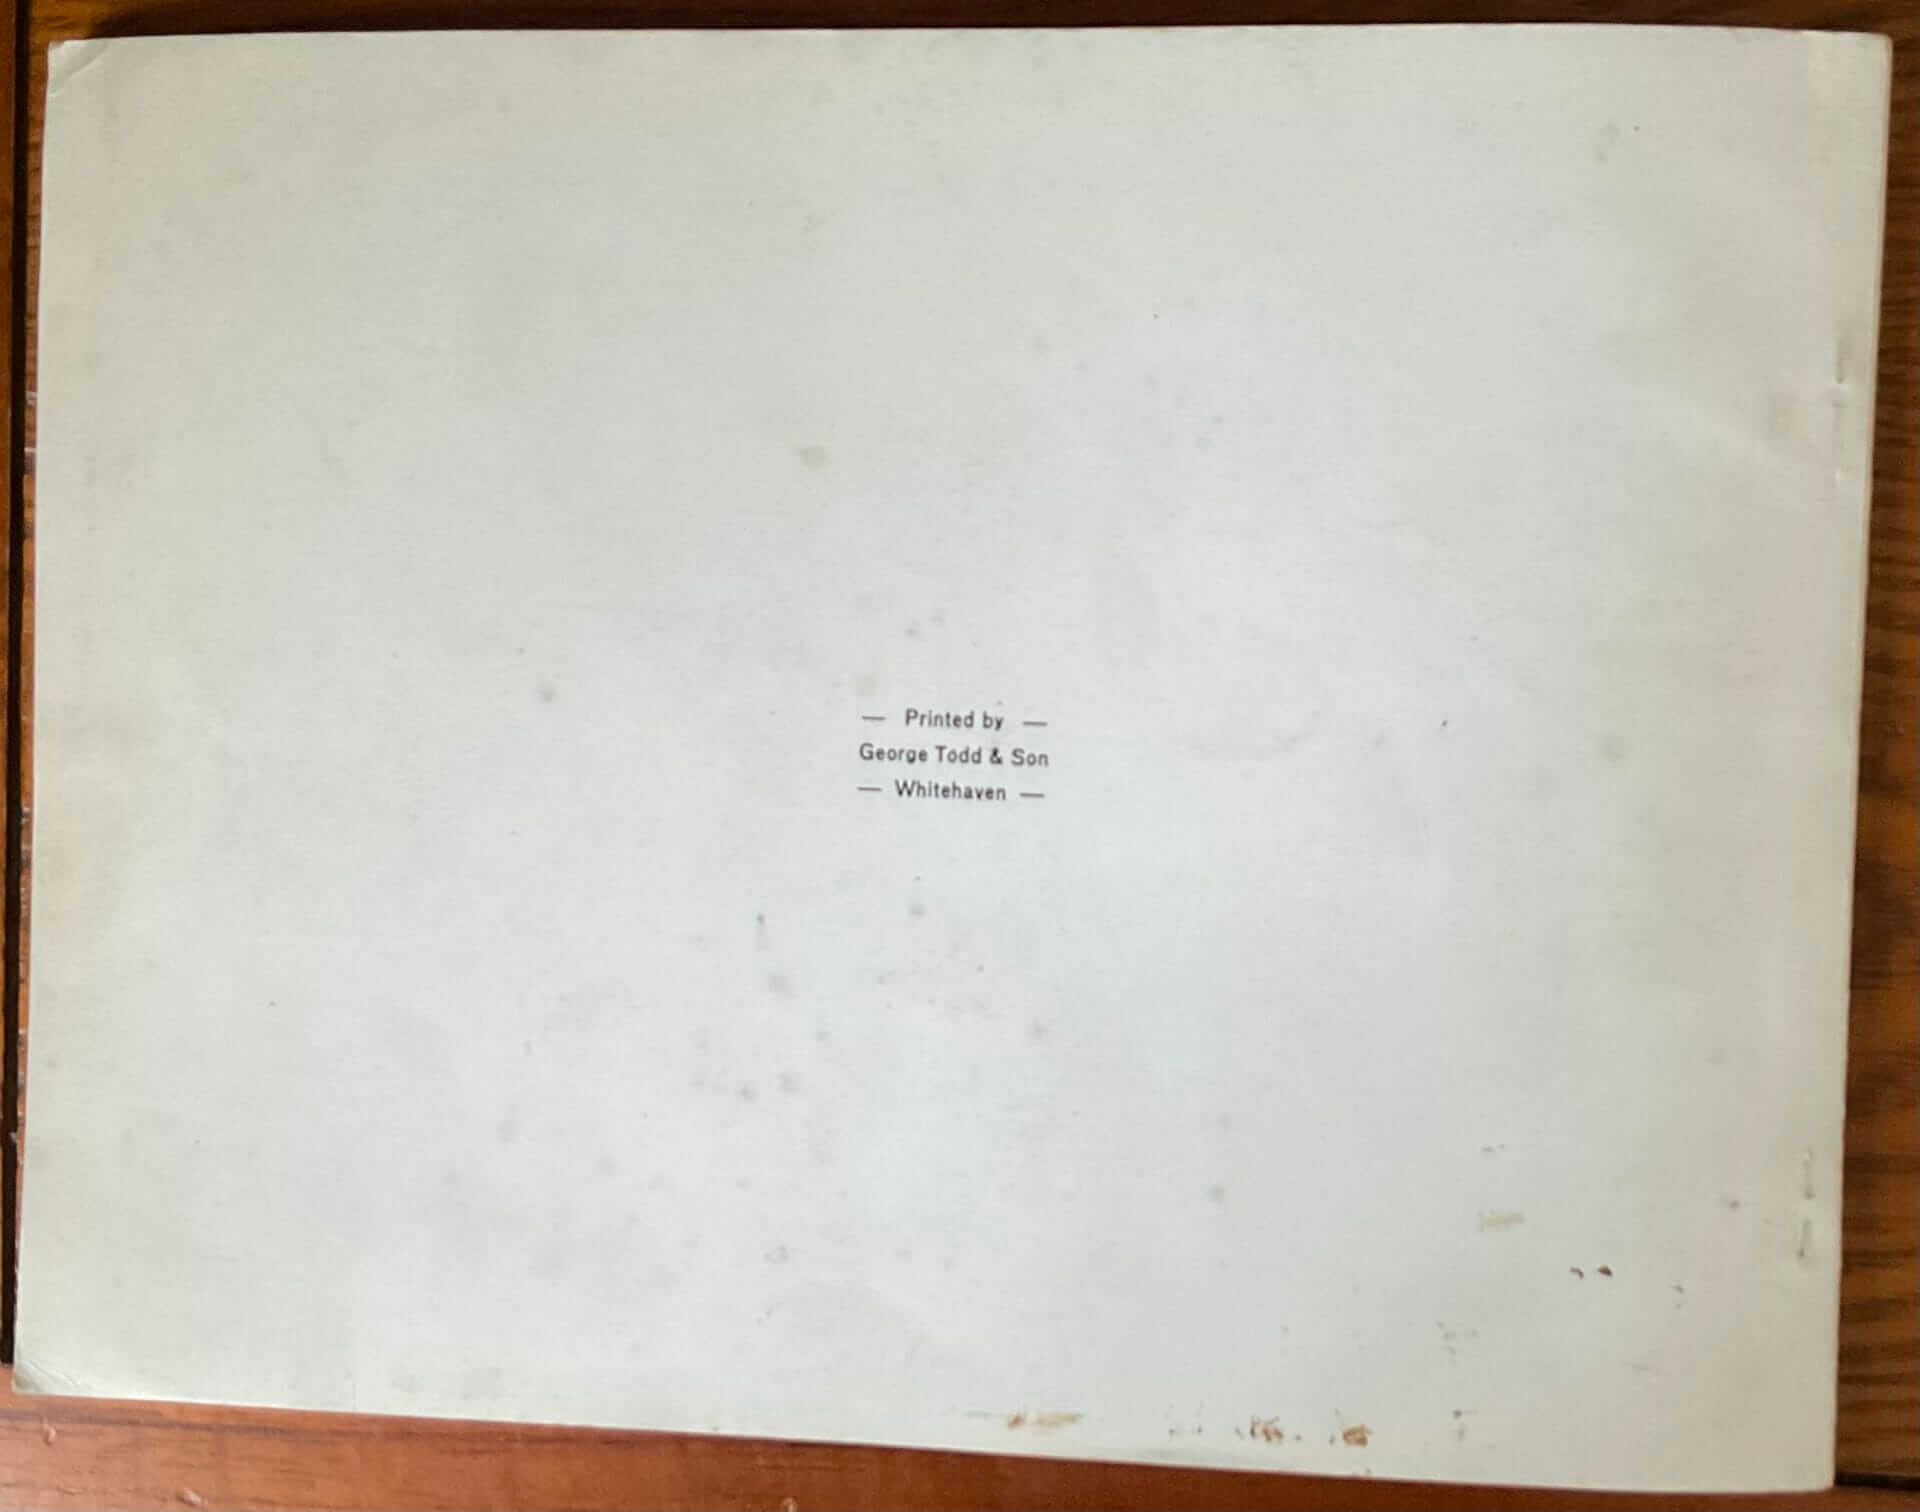 — Printed by —
George Todd & Son
— Whitehaven —